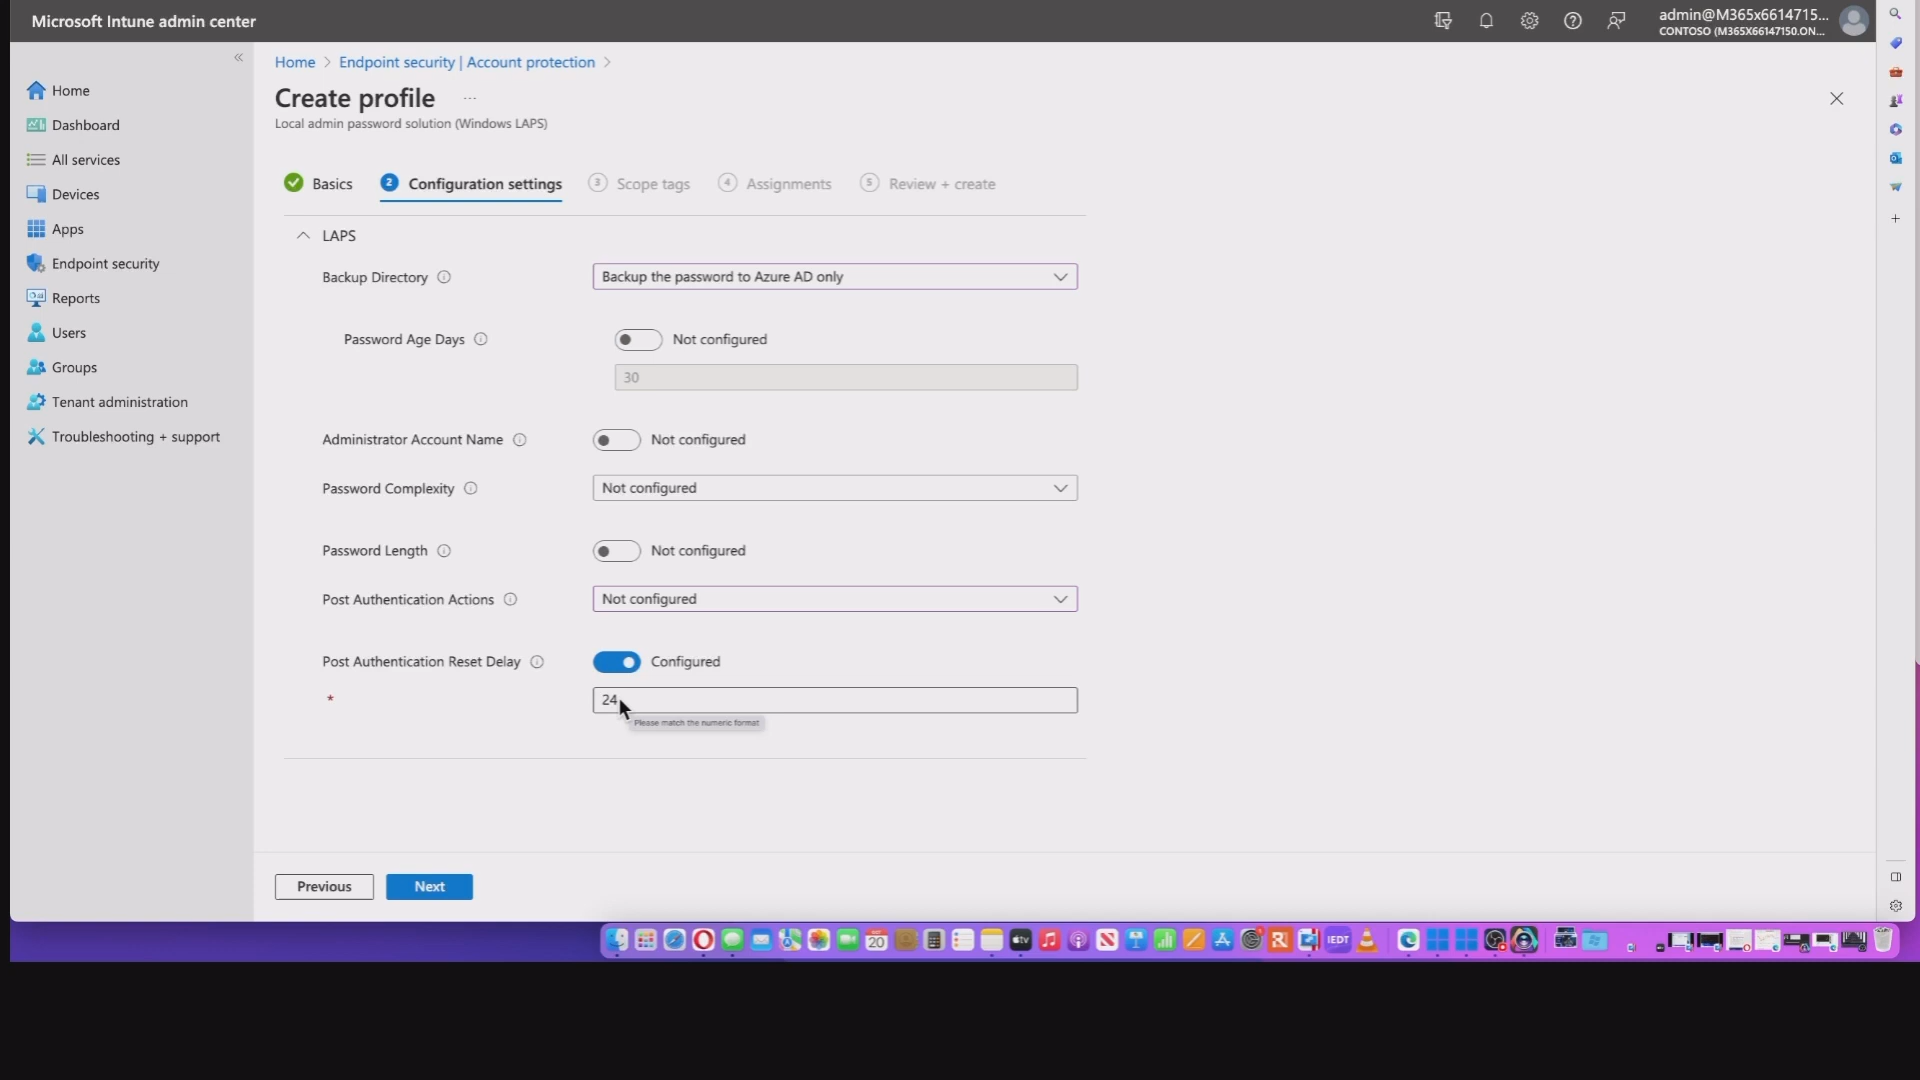 Microsoft Intune admin center
admin@M365x6614715...
CONTOSO (M365X66147150.ON...
Home
Dashboard
All services
Devices
Apps
Endpoint security
Reports
Users
Groups
Tenant administration
Troubleshooting + support
Home > Endpoint security | Account protection >
Create profile ...
Local admin password solution (Windows LAPS)
Basics
2 Configuration settings
3 Scope tags
4 Assignments
5 Review + create
LAPS
Backup Directory
Backup the password to Azure AD only
Password Age Days
Not configured
30
Administrator Account Name
Not configured
Password Complexity
Not configured
Password Length
Not configured
Post Authentication Actions
Not configured
Post Authentication Reset Delay
Configured
*
24
Please match the numeric format
Previous
Next
20
tv
IEDT